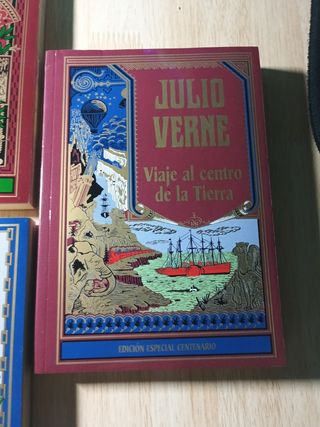 JULIO
VERNE
Viaje al centro
de la Tierra
EDICIÓN ESPECIAL CENTENARIO